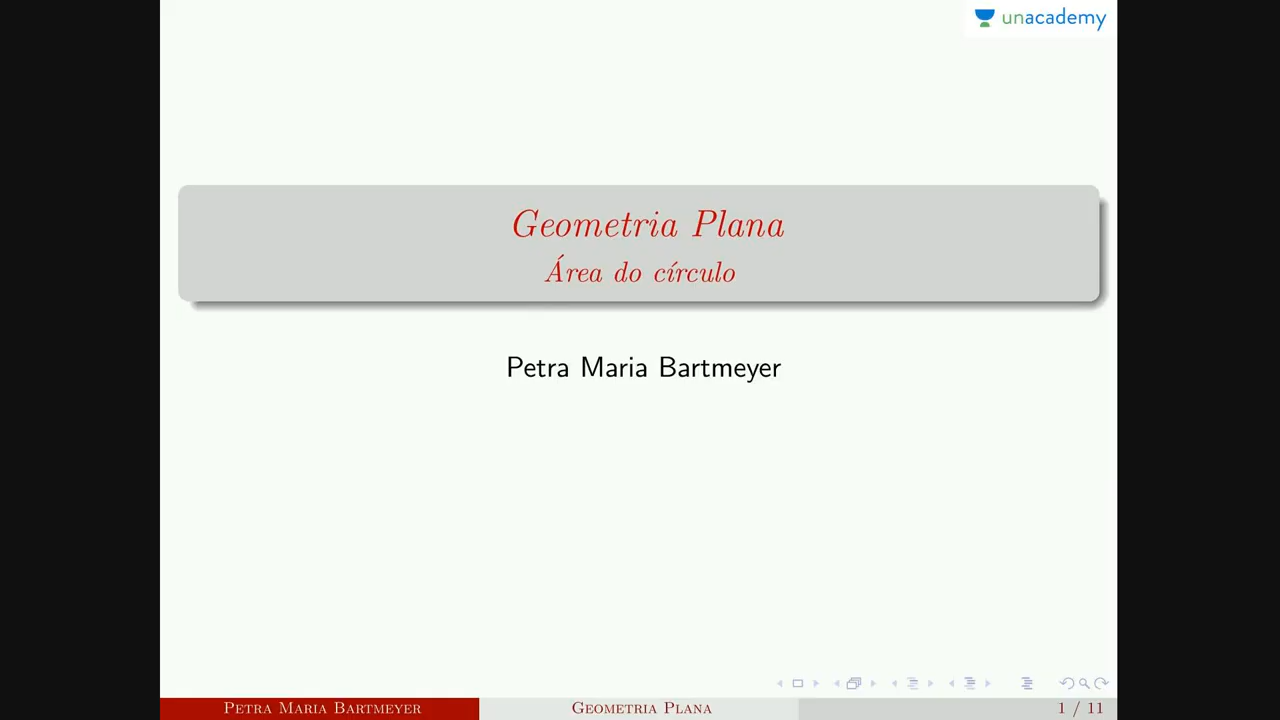 unacademy
Geometria Plana
Área do círculo
Petra Maria Bartmeyer
Petra Maria Bartmeyer
Geometria Plana
1 / 11